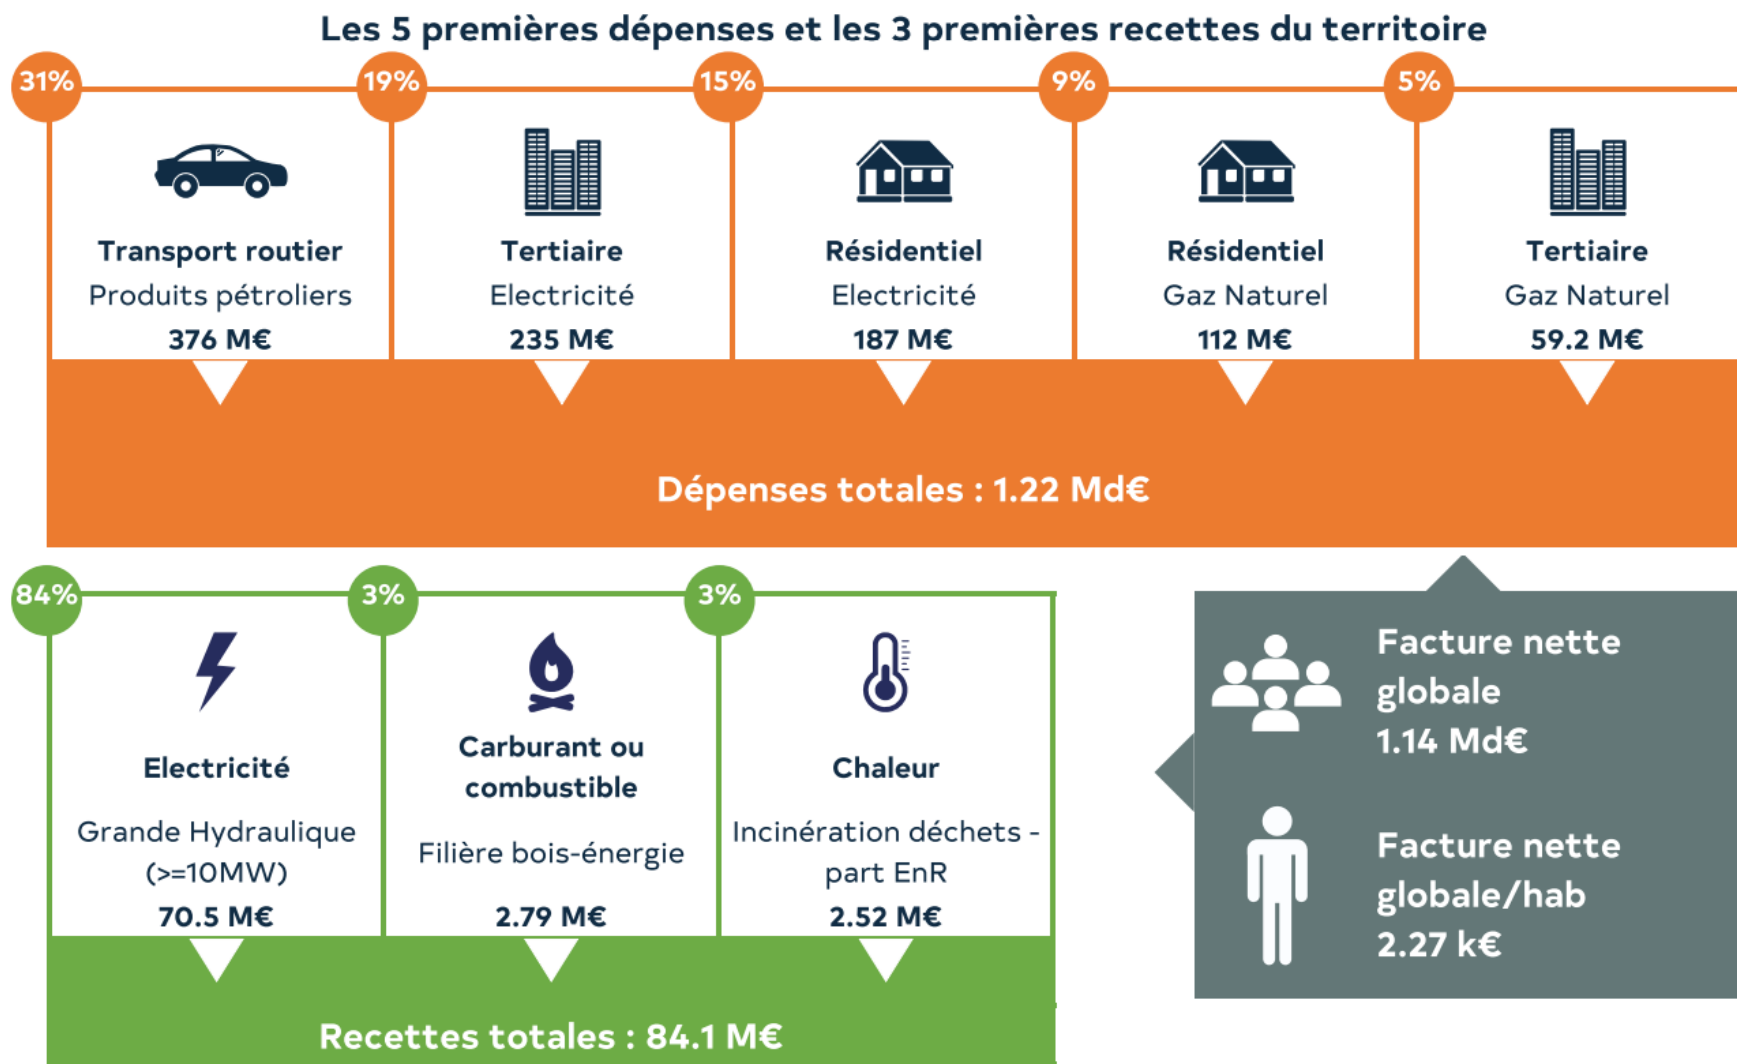 Les 5 premières dépenses et les 3 premières recettes du territoire
31%
19%
15%
9%
5%
Transport routier
Produits pétroliers
376 M€
Tertiaire
Electricité
235 M€
Résidentiel
Electricité
187 M€
Résidentiel
Gaz Naturel
112 M€
Tertiaire
Gaz Naturel
59.2 M€
Dépenses totales : 1.22 Md€
84%
3%
3%
Electricité
Grande Hydraulique
(>=10MW)
70.5 M€
Carburant ou
combustible
Filière bois-énergie
2.79 M€
Chaleur
Incinération déchets -
part EnR
2.52 M€
Recettes totales : 84.1 M€
Facture nette
globale
1.14 Md€
Facture nette
globale/hab
2.27 k€